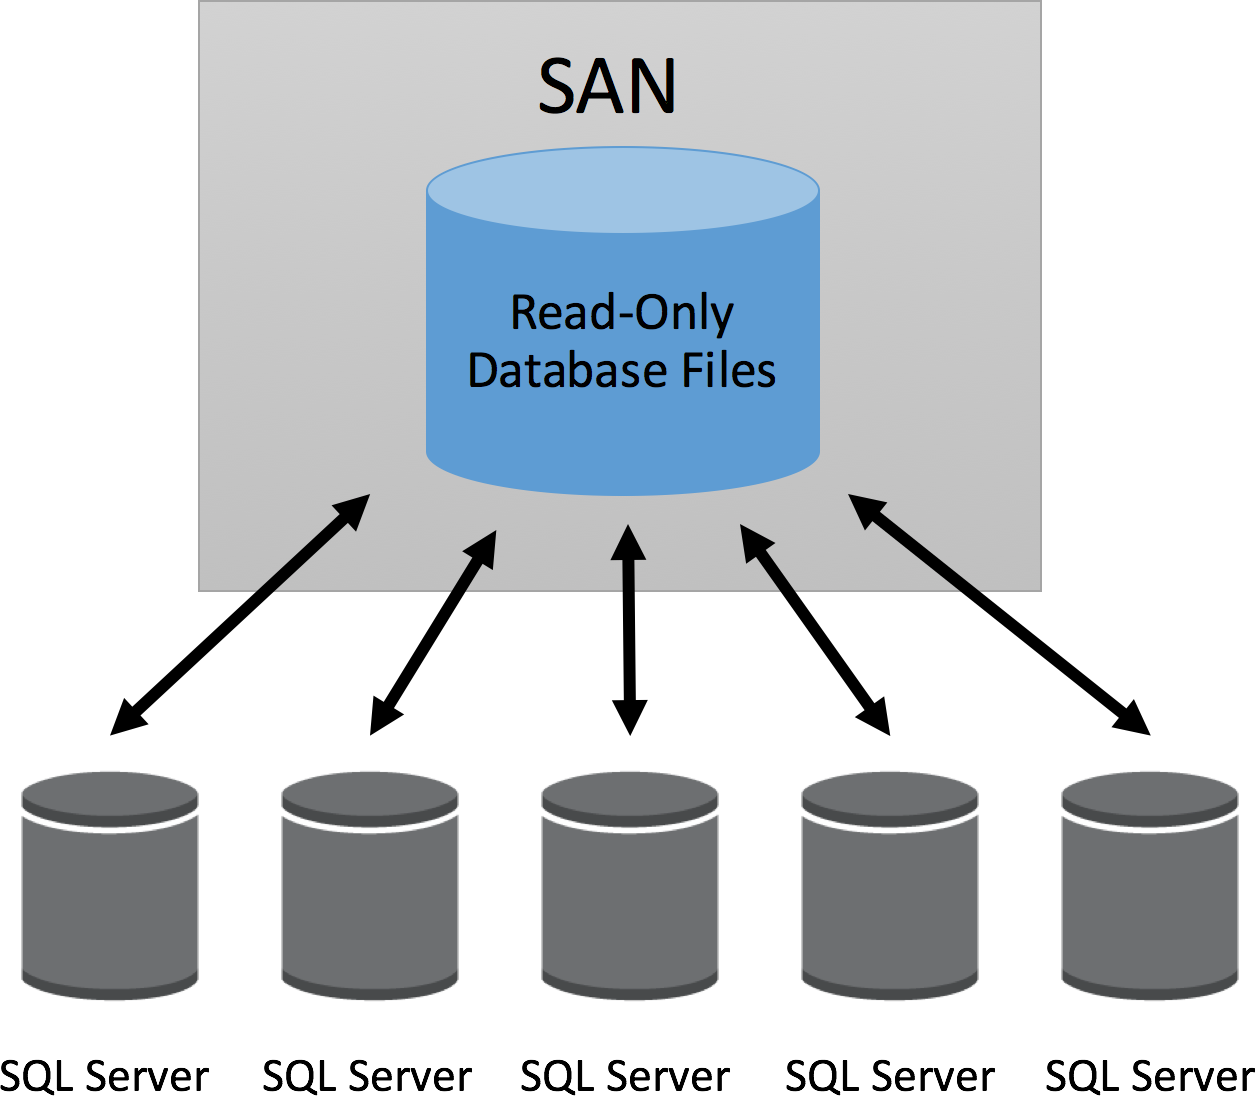 SAN
Read-Only
Database Files
SQL Server SQL Server SQL Server SQL Server SQL Server